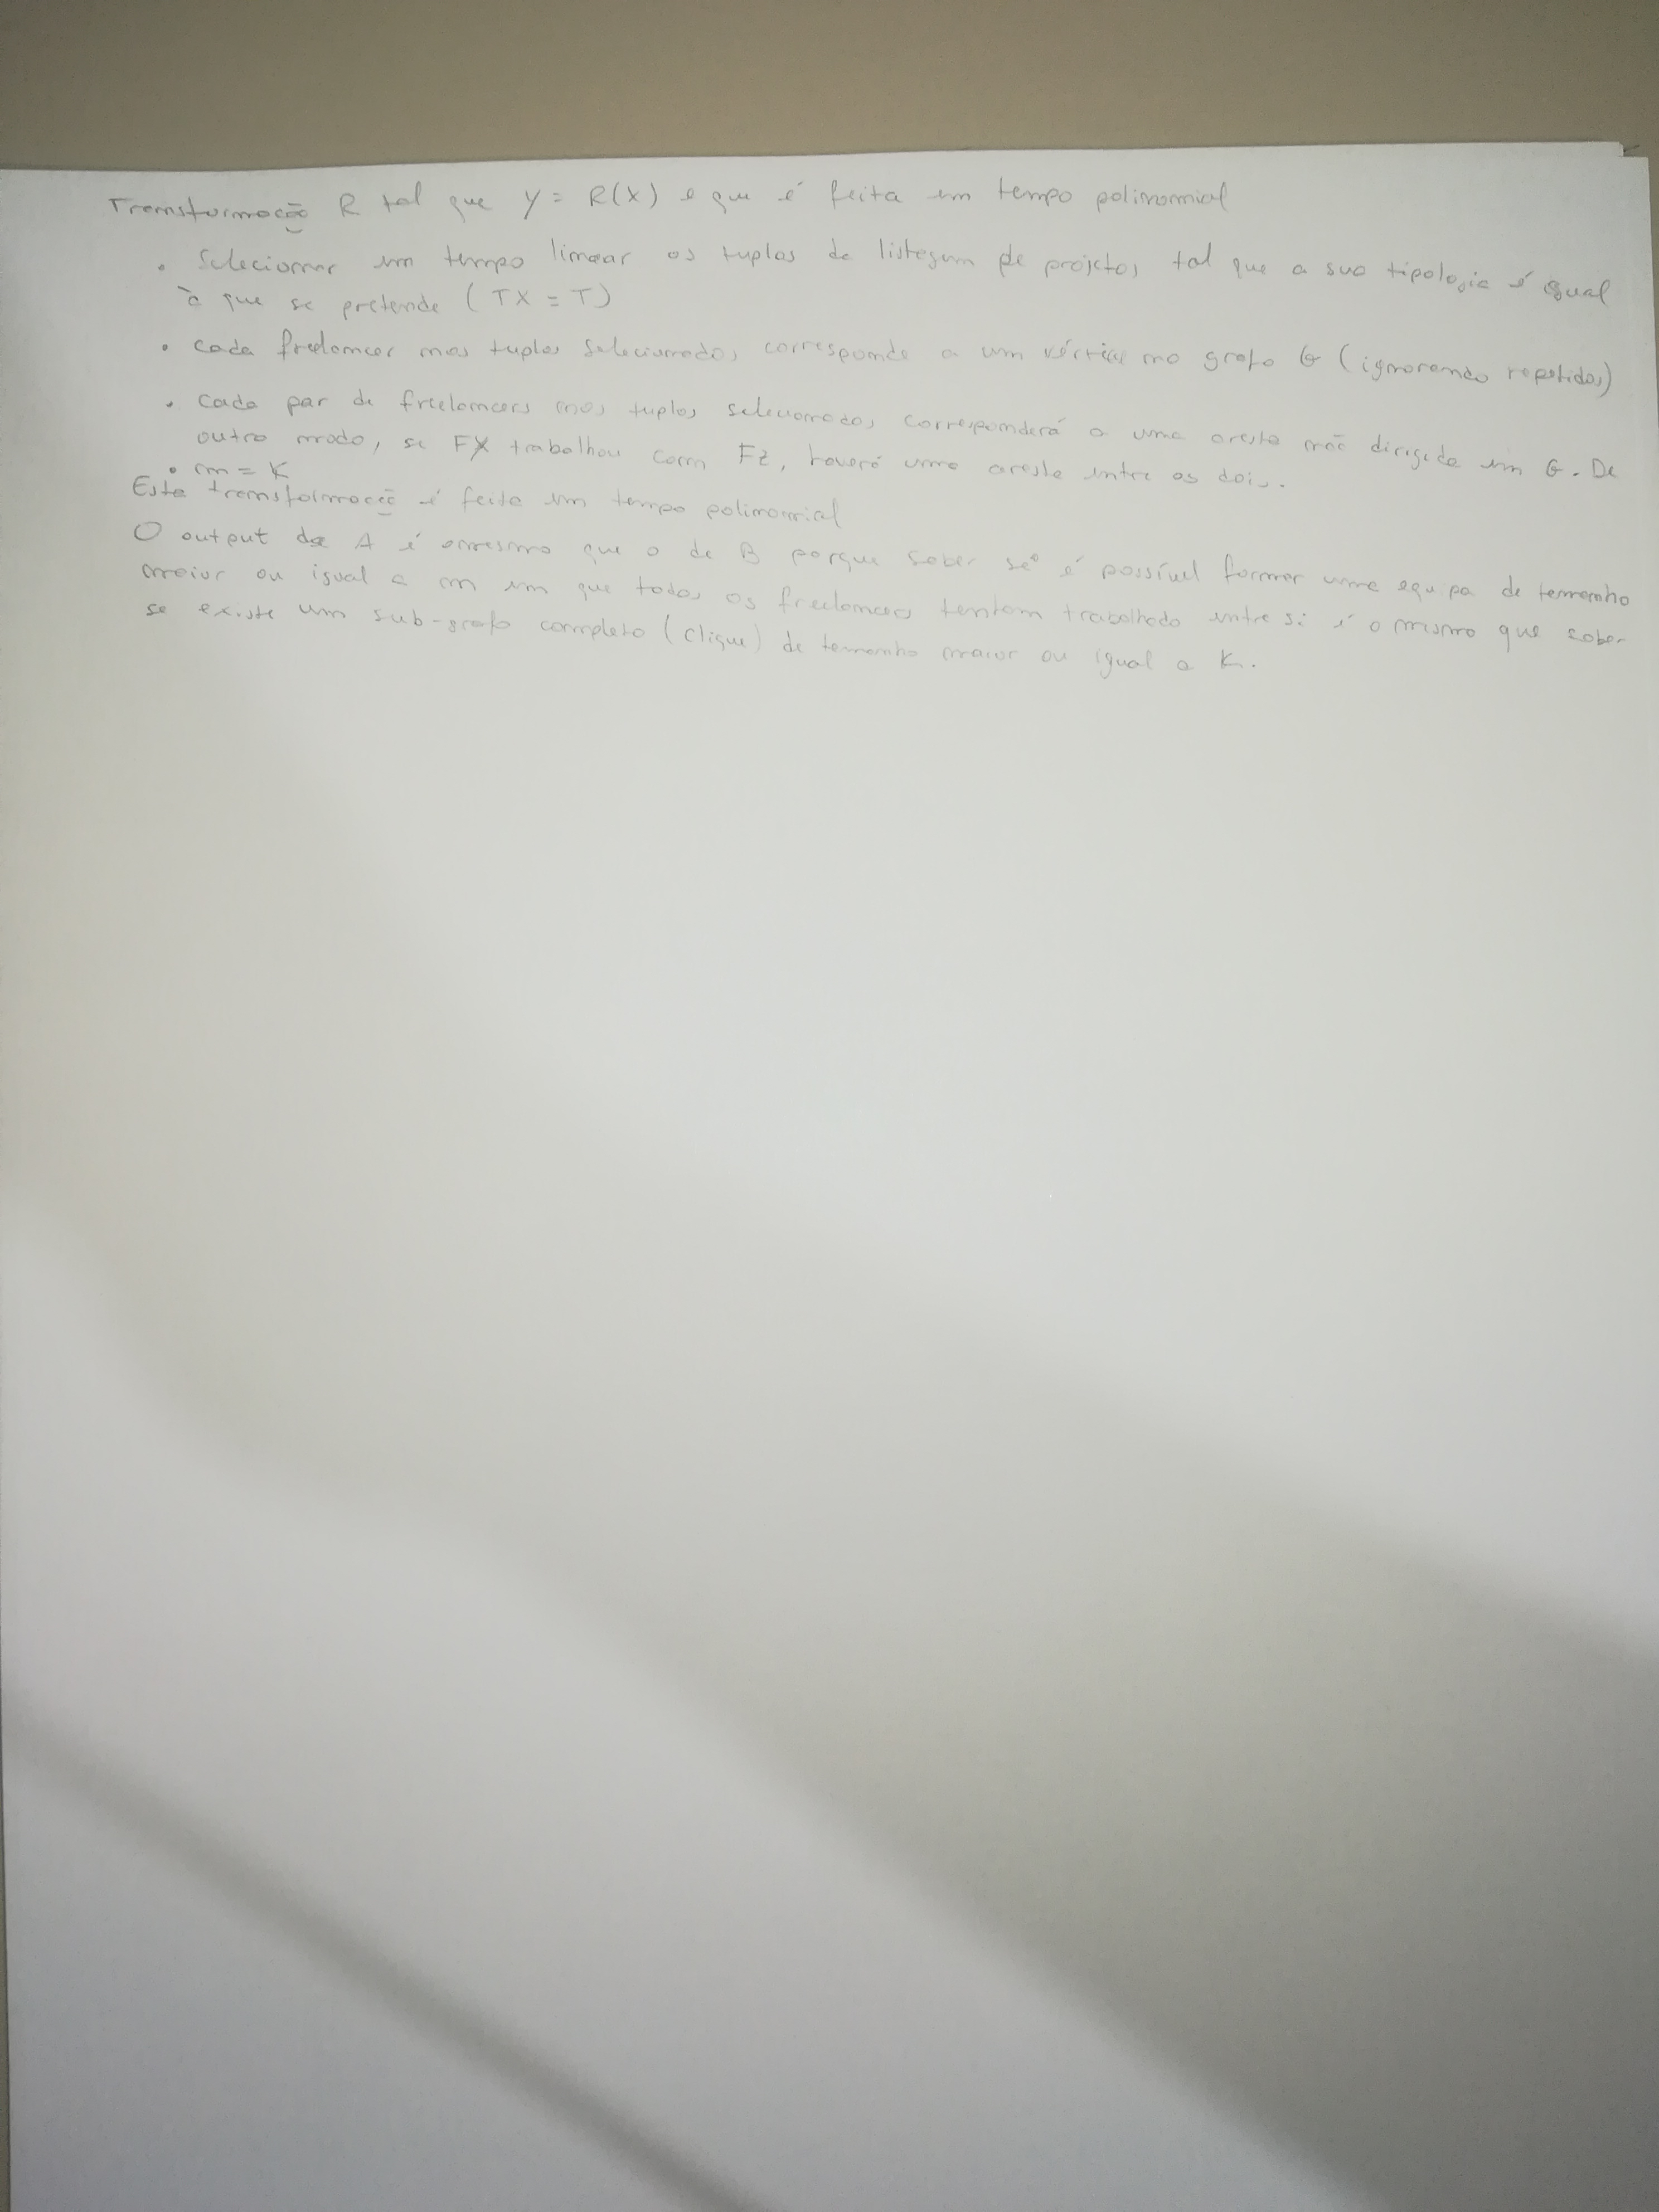 Transformação R tal que y = R(X) e que é feita em tempo polinomial
• Selecionar em tempo linear os tuplos da listagem de projetos tal que a sua tipologia é igual
à que se pretende (TX = T)
• cada freelancer nos tuplos selecionados corresponde a um vértice no grafo G (ignorando repetidos)
• Cada par de freelancers nos tuplos selecionados corresponderá a uma aresta não dirigida em G. De
outro modo, se FX trabalhou com FZ, haverá uma aresta entre os dois.
• m = K
Esta transformação é feita em tempo polinomial
O output de A é o mesmo que o de B porque saber se é possível formar uma equipa de tamanho
maior ou igual a m em que todos os freelancers tenham trabalhado entre si é o mesmo que saber
se existe um sub-grafo completo (clique) de tamanho maior ou igual a K.